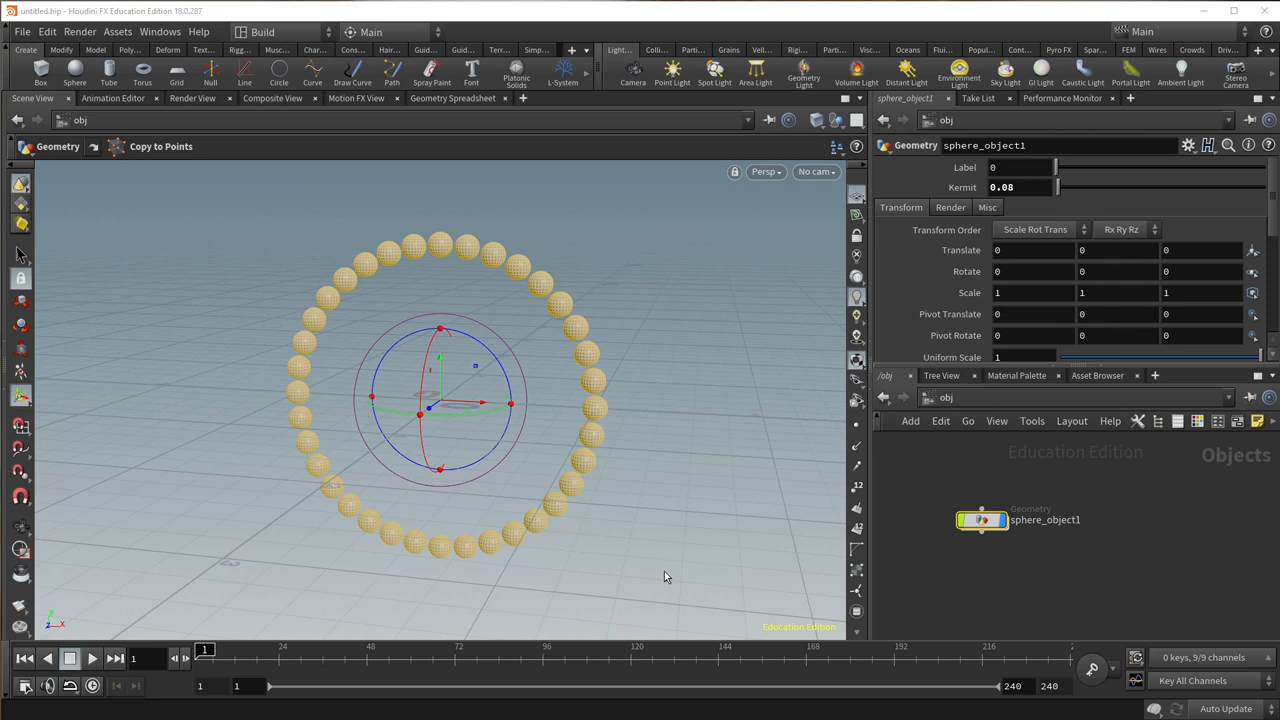 untitled.hip - Houdini FX Education Edition 18.0.287
File Edit Render Assets Windows Help Build Main Main
Create Modify Model Poly... Deform Text... Rigg... Mus... Char... Cons... Hair... Guid... Guid... Terr... Simp...
Light... Colli... Parti... Grains Vell... Rigi... Parti... Visc... Oceans Flui... Popul... Cont... Pyro FX Spar... FEM Wires Crowds Driv...
Box Sphere Tube Torus Grid Null Line Circle Curve Draw Curve Path Spray Paint Font Platonic Solids L-System
Camera Point Light Spot Light Area Light Geometry Light Volume Light Distant Light Environment Light Sky Light GI Light Caustic Light Portal Light Ambient Light Stereo Camera
Scene View Animation Editor Render View Composite View Motion FX View Geometry Spreadsheet
sphere_object1 Take List Performance Monitor
obj
obj
Geometry Copy to Points
Geometry sphere_object1
Persp No cam
Label 0
Kermit 0.08
Transform Render Misc
Transform Order Scale Rot Trans Rx Ry Rz
Translate 0 0 0
Rotate 0 0 0
Scale 1 1 1
Pivot Translate 0 0 0
Pivot Rotate 0 0 0
Uniform Scale 1
/obj Tree View Material Palette Asset Browser
obj
Add Edit Go View Tools Layout Help
Education Edition
Objects
Geometry
sphere_object1
Education Edition
1 1 24 48 72 96 120 144 168 192 216 2
0 keys, 9/9 channels
1 1 240 240
Key All Channels
Auto Update